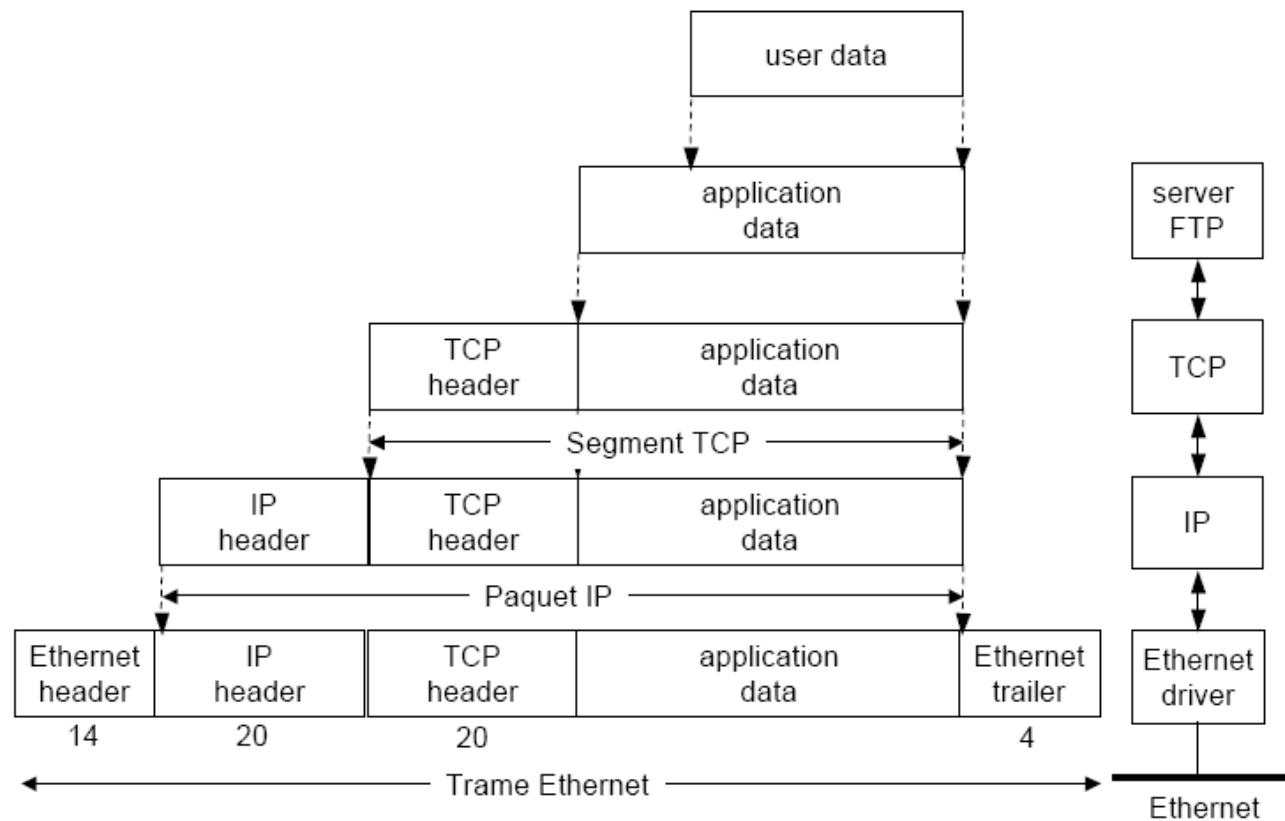 user data
application
data
server
FTP
TCP
header
application
data
TCP
Segment TCP
IP
header
TCP
header
application
data
IP
Paquet IP
Ethernet
header
IP
header
TCP
header
application
data
Ethernet
trailer
Ethernet
driver
14
20
20
4
Trame Ethernet
Ethernet